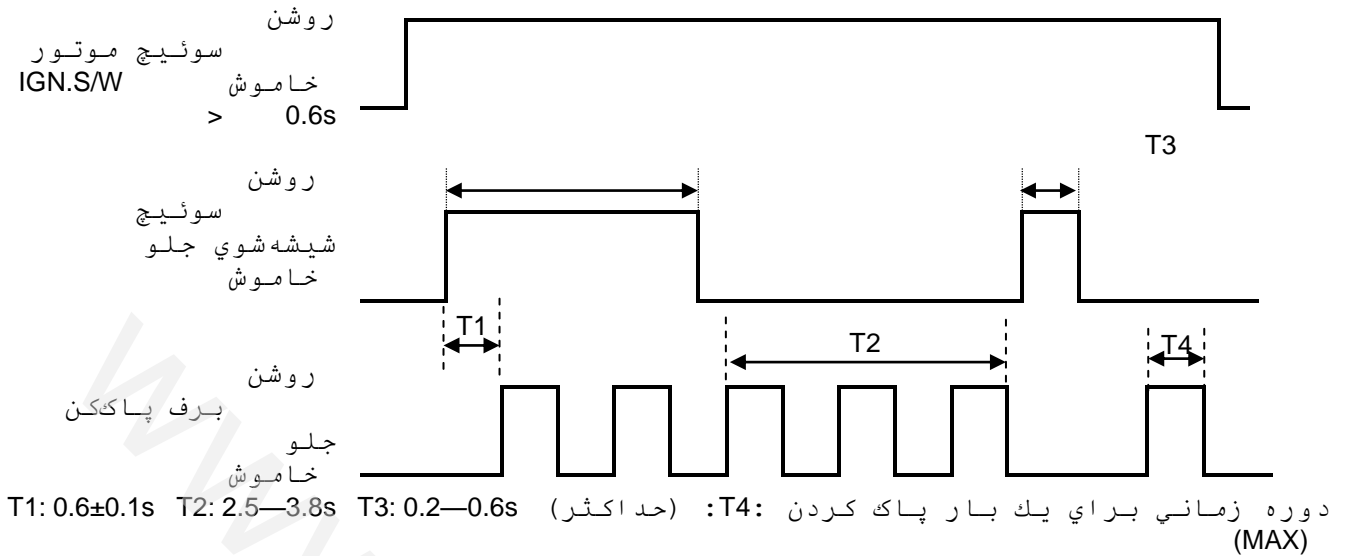 روشن
سوئيچ موتور
خاموش
IGN.S/W
> 0.6s
T3
روشن
سوئيچ
شيشه شوي جلو
خاموش
T1
T2
T4
روشن
برف پاك‌كن
جلو
خاموش
T1: 0.6±0.1s T2: 2.5—3.8s T3: 0.2—0.6s (حداكثر) :T4: دوره زماني براي يك بار پاك كردن
(MAX)